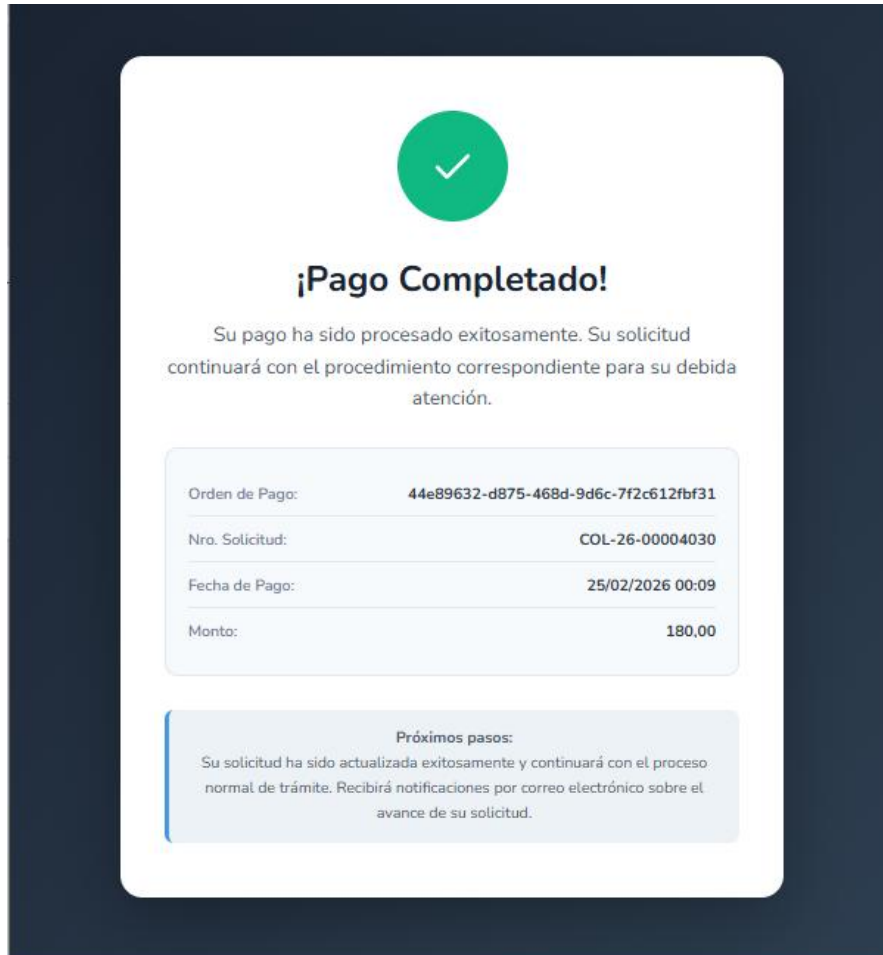 ¡Pago Completado!
Su pago ha sido procesado exitosamente. Su solicitud
continuará con el procedimiento correspondiente para su debida
atención.
Orden de Pago: 44e89632-d875-468d-9d6c-7f2c612fbf31
Nro. Solicitud: COL-26-00004030
Fecha de Pago: 25/02/2026 00:09
Monto: 180,00
Próximos pasos:
Su solicitud ha sido actualizada exitosamente y continuará con el proceso
normal de trámite. Recibirá notificaciones por correo electrónico sobre el
avance de su solicitud.